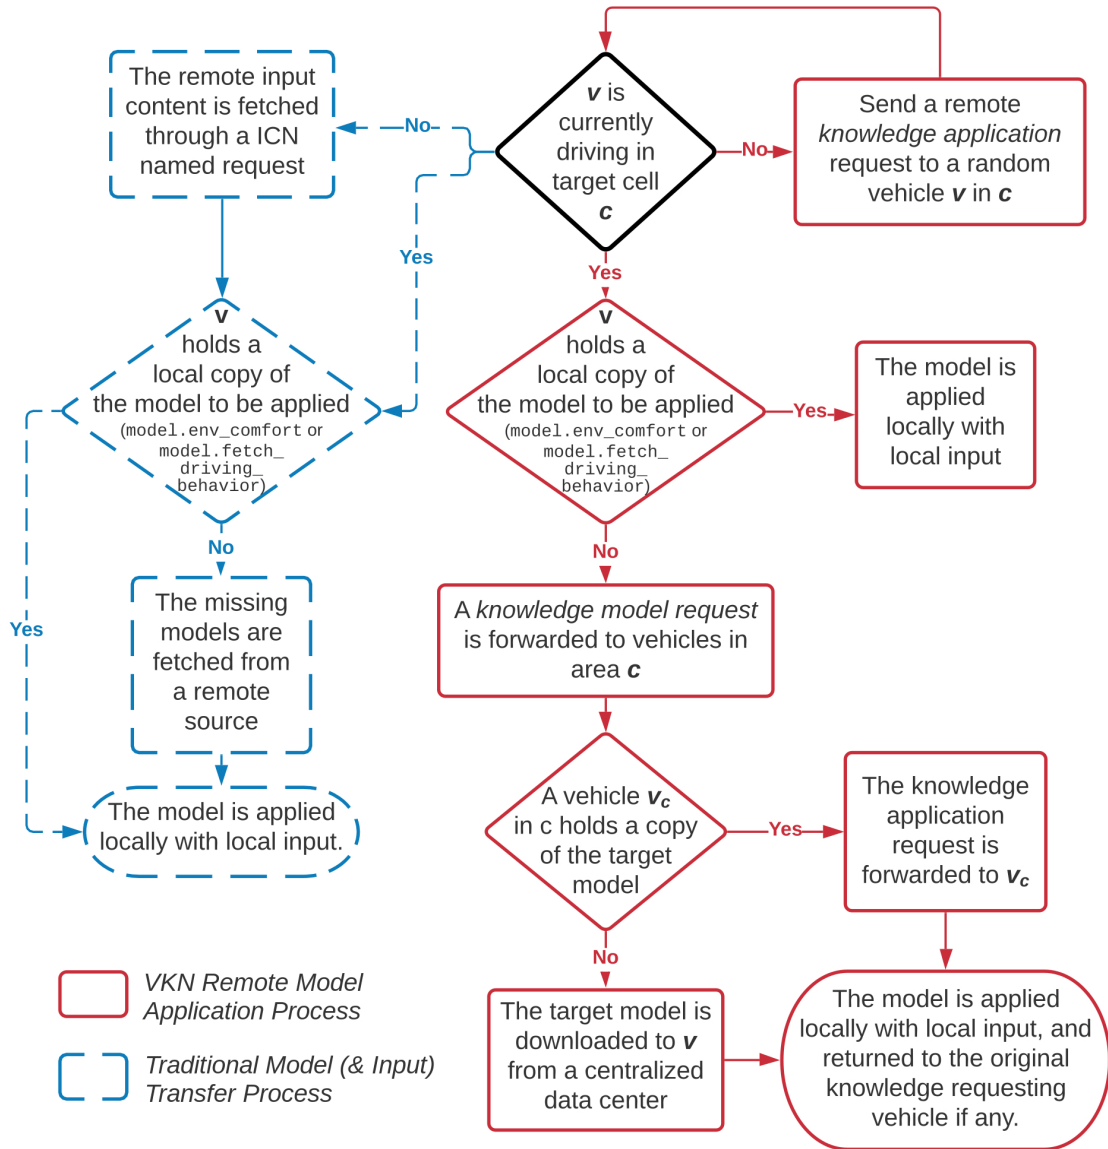 The remote input
content is fetched
through a ICN
named request
No
v is
currently
driving in
target cell
c
No
Send a remote
knowledge application
request to a random
vehicle v in c
Yes
Yes
v
holds a
local copy of
the model to be applied
(model.env_comfort or
model.fetch_
driving_
behavior)
v
holds a
local copy of
the model to be applied
(model.env_comfort or
model.fetch_
driving_
behavior)
Yes
The model is
applied
locally with
local input
No
No
Yes
The missing
models are
fetched from
a remote
source
A knowledge model request
is forwarded to vehicles in
area c
The model is applied
locally with local input.
A vehicle vc
in c holds a copy
of the target
model
Yes
The knowledge
application
request is
forwarded to vc
No
The target model is
downloaded to v
from a centralized
data center
The model is applied
locally with local input, and
returned to the original
knowledge requesting
vehicle if any.
VKN Remote Model
Application Process
Traditional Model (& Input)
Transfer Process